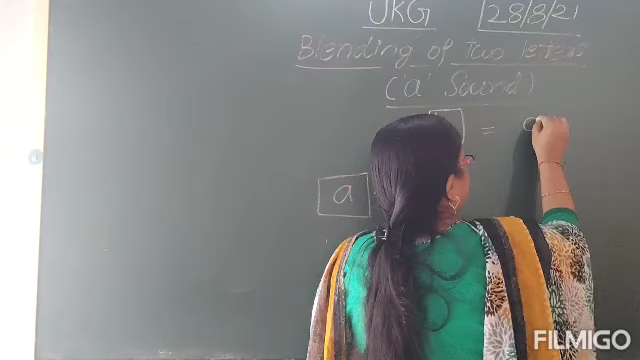 UKG 28/8/21
Blending of two letters
('a' Sound)
=
a
FILMIGO